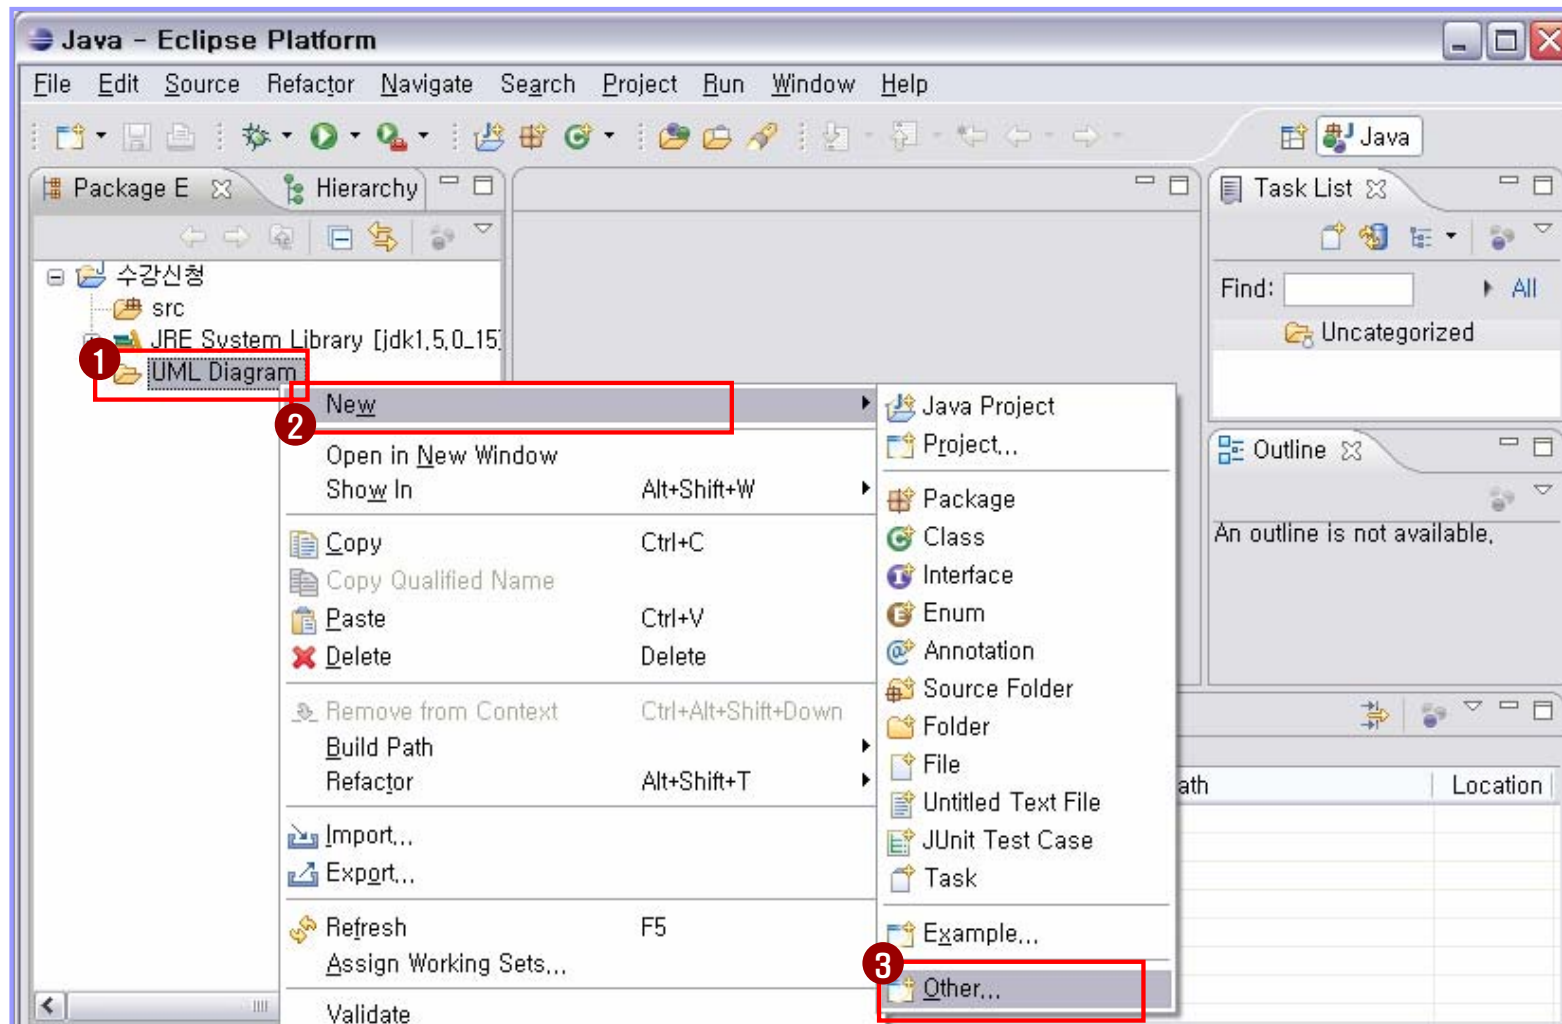 Java - Eclipse Platform
File Edit Source Refactor Navigate Search Project Run Window Help
Java
Package E Hierarchy
Task List
수강신청
src
JRE System Library [jdk1.5.0_15]
Find: All
Uncategorized
1
UML Diagram
2
New
Open in New Window
Show In Alt+Shift+W
Copy Ctrl+C
Copy Qualified Name
Paste Ctrl+V
Delete Delete
Remove from Context Ctrl+Alt+Shift+Down
Build Path
Refactor Alt+Shift+T
Import...
Export...
Refresh F5
Assign Working Sets...
Validate
Java Project
Project...
Package
Class
Interface
Enum
Annotation
Source Folder
Folder
File
Untitled Text File
JUnit Test Case
Task
Example...
3
Other...
Outline
An outline is not available.
ath Location